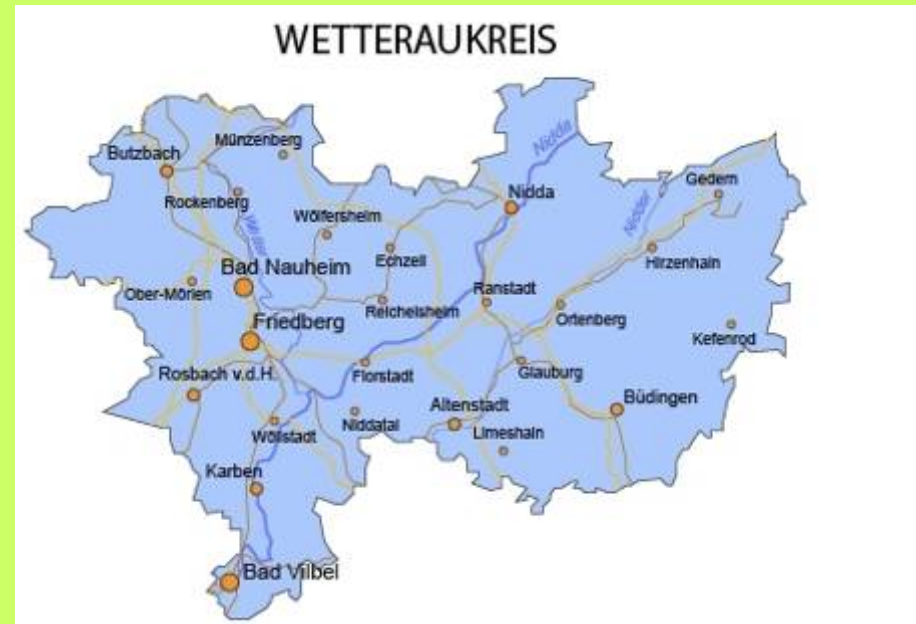 WETTERAUKREIS
Nidda
Münzenberg
Butzbach
Gedern
Nidda
Rockenberg
Nidder
Wölfersheim
Wetter
Echzell
Hirzenhain
Bad Nauheim
Ober-Mörlen
Ranstadt
Reichelsheim
Ortenberg
Friedberg
Kefenrod
Rosbach v.d.H.
Florstadt
Glauburg
Büdingen
Altenstadt
Niddatal
Limeshain
Wöllstadt
Karben
Bad Vilbel